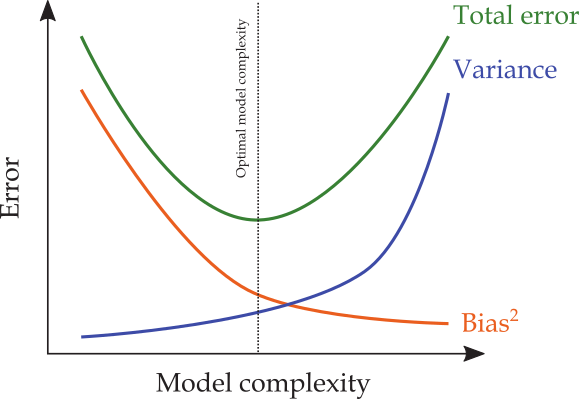 Total error
Variance
Optimal model complexity
Error
Bias²
Model complexity